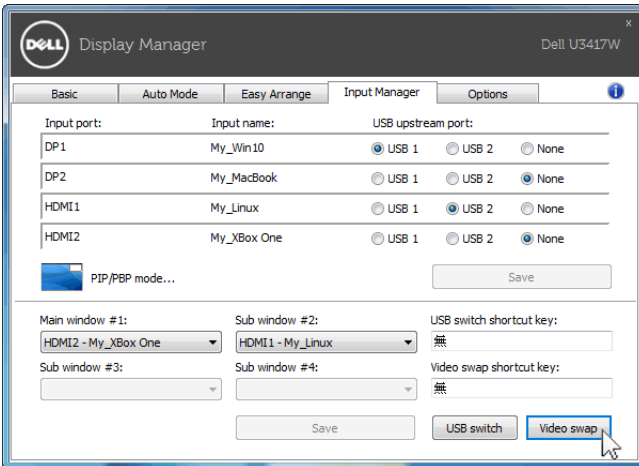 DELL
Display Manager
Dell U3417W
x
Basic
Auto Mode
Easy Arrange
Input Manager
Options
i
Input port:
Input name:
USB upstream port:
DP1
My_Win10
USB 1
USB 2
None
DP2
My_MacBook
USB 1
USB 2
None
HDMI1
My_Linux
USB 1
USB 2
None
HDMI2
My_XBox One
USB 1
USB 2
None
PIP/PBP mode...
Save
Main window #1:
Sub window #2:
USB switch shortcut key:
HDMI2 - My_XBox One
HDMI1 - My_Linux
無
Sub window #3:
Sub window #4:
Video swap shortcut key:
無
Save
USB switch
Video swap